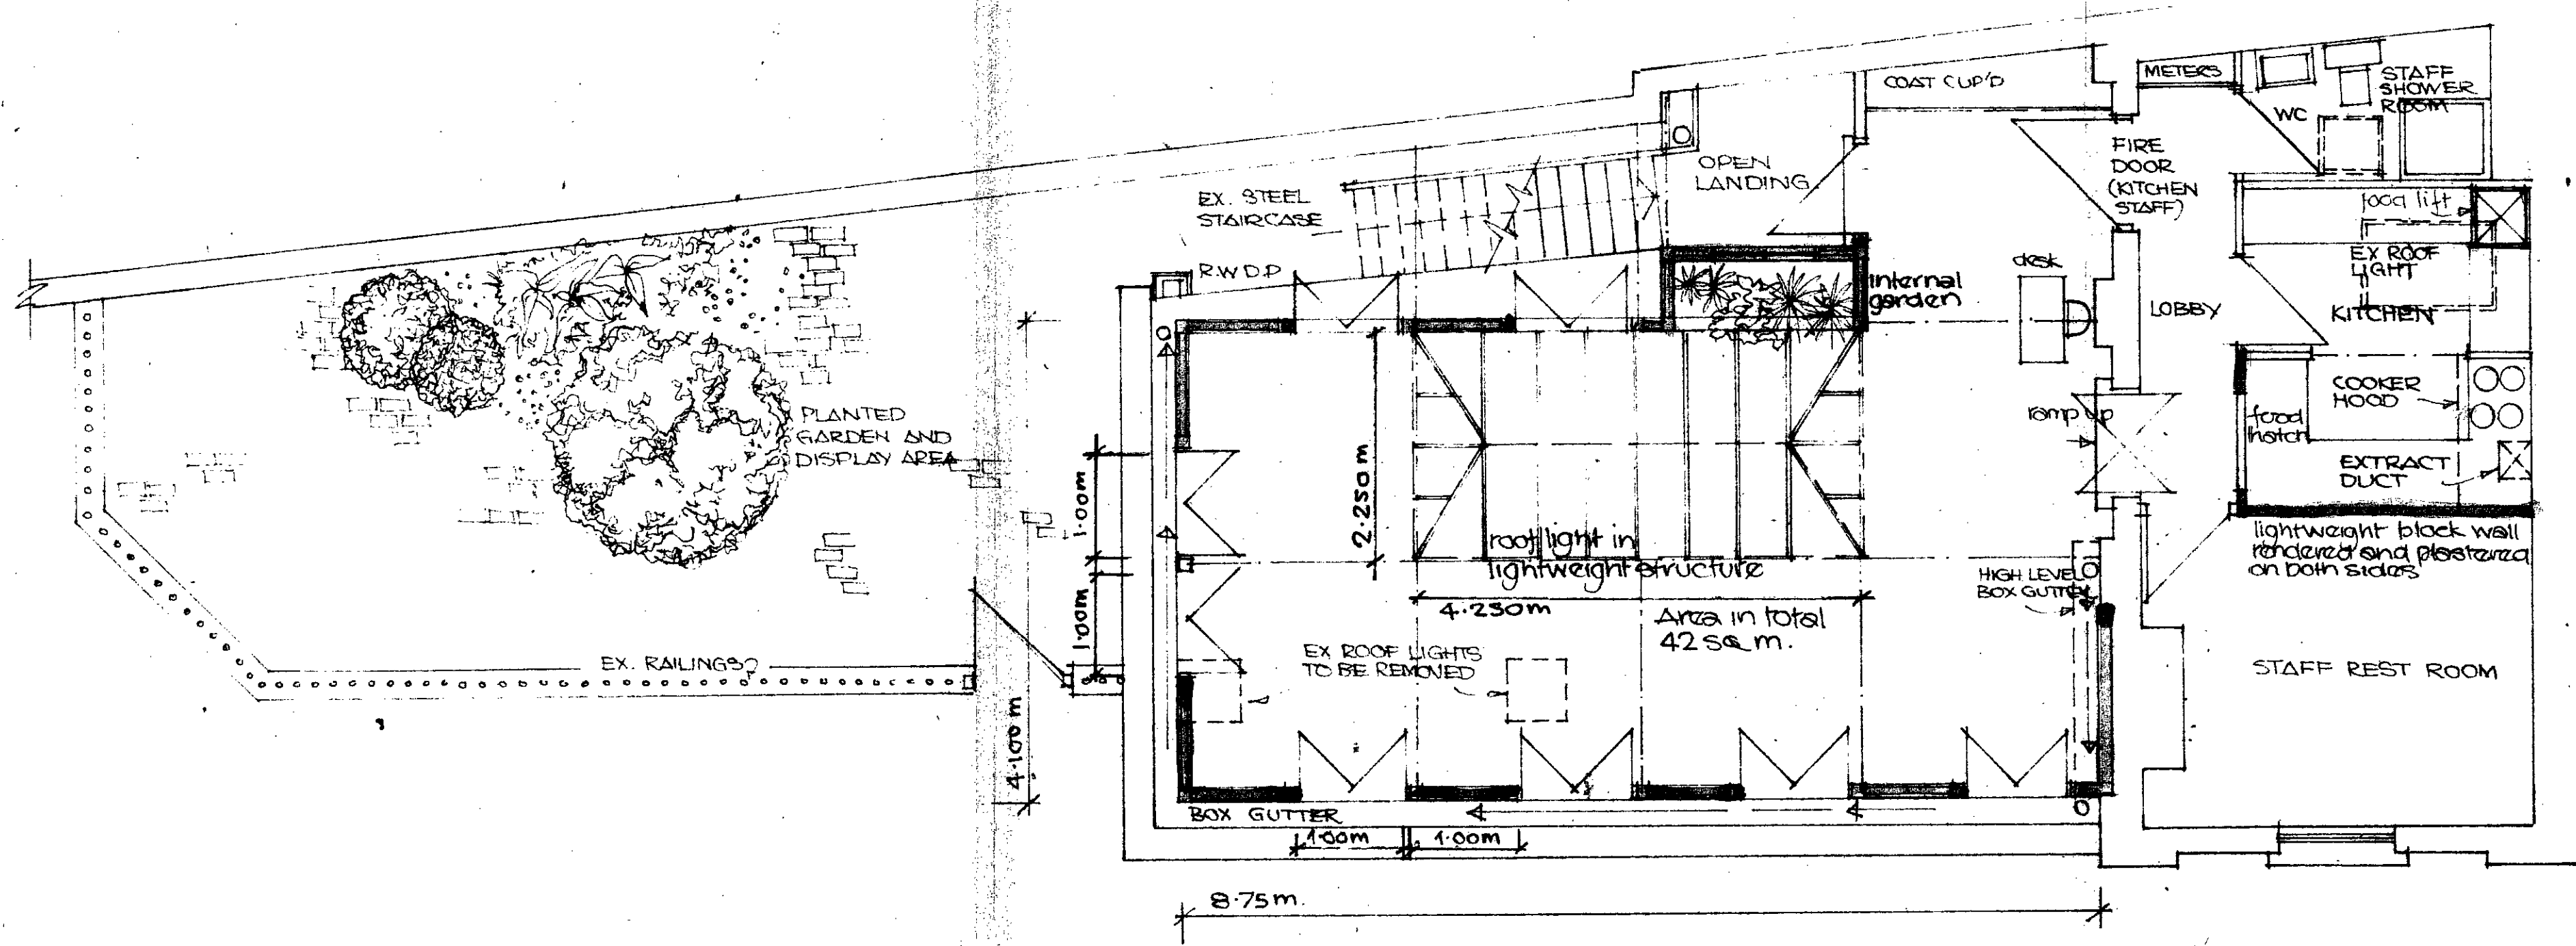 COAT CUP'D
METERS
STAFF
SHOWER
ROOM
WC
FIRE
DOOR
(KITCHEN
STAFF)
OPEN
LANDING
EX. STEEL
STAIRCASE
food lift
EX ROOF
LIGHT
KITCHEN
R.W.D.P
desk
internal
garden
LOBBY
PLANTED
GARDEN AND
DISPLAY AREA
ramp up
COOKER
HOOD
food
hatch
EXTRACT
DUCT
1.00m
2.250m
roof light in
lightweight structure
lightweight block wall
rendered and plastered
on both sides
HIGH LEVEL
BOX GUTTER
1.00m
4.250m
Area in total
42 sq m.
EX ROOF LIGHTS
TO BE REMOVED
EX. RAILINGS?
STAFF REST ROOM
4.100 m
BOX GUTTER
1.00m
1.00m
8.75m.